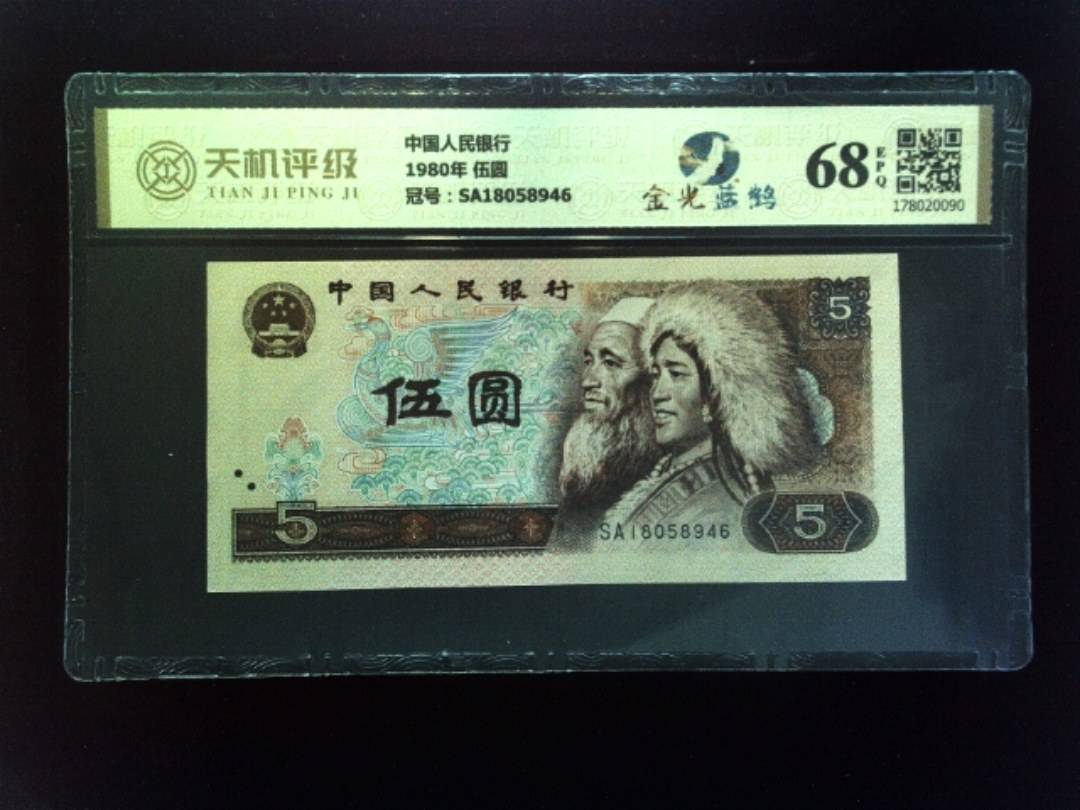 天机评级
TIAN JI PING JI
中国人民银行
1980年 伍圆
冠号：SA18058946
金光蓝鹤
68
EPQ
178020090
中国人民银行
5
伍圆
5
SA18058946
5